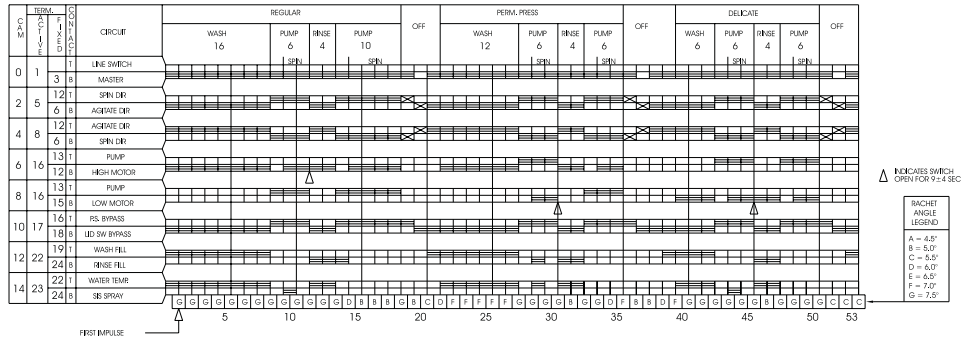 CAM
TERM.
ACTIVE
FIXED
CONTACT
CIRCUIT
REGULAR
OFF
PERM. PRESS
OFF
DELICATE
OFF
WASH 16
PUMP 6
RINSE 4
PUMP 10
WASH 12
PUMP 6
RINSE 4
PUMP 6
WASH 6
PUMP 6
RINSE 4
PUMP 6
SPIN SPIN SPIN SPIN SPIN SPIN
0 1 T LINE SWITCH
3 B MASTER
2 5 12 T SPIN DIR
6 B AGITATE DIR
4 8 12 T AGITATE DIR
6 B SPIN DIR
6 16 13 T PUMP
12 B HIGH MOTOR
8 16 13 T PUMP
15 B LOW MOTOR
10 17 16 T P.S. BYPASS
18 B LID SW BYPASS
12 22 19 T WASH FILL
24 B RINSE FILL
14 23 22 T WATER TEMP.
24 B SIS SPRAY
G G G G G G G G G G G G G D B B B G B C D F F F F F G G G G B G G D F B B D F G G G G G G B G G G G C C C
5 10 15 20 25 30 35 40 45 50 53
FIRST IMPULSE
INDICATES SWITCH
OPEN FOR 9±4 SEC
RACHET
ANGLE
LEGEND
A = 4.5°
B = 5.0°
C = 5.5°
D = 6.0°
E = 6.5°
F = 7.0°
G = 7.5°